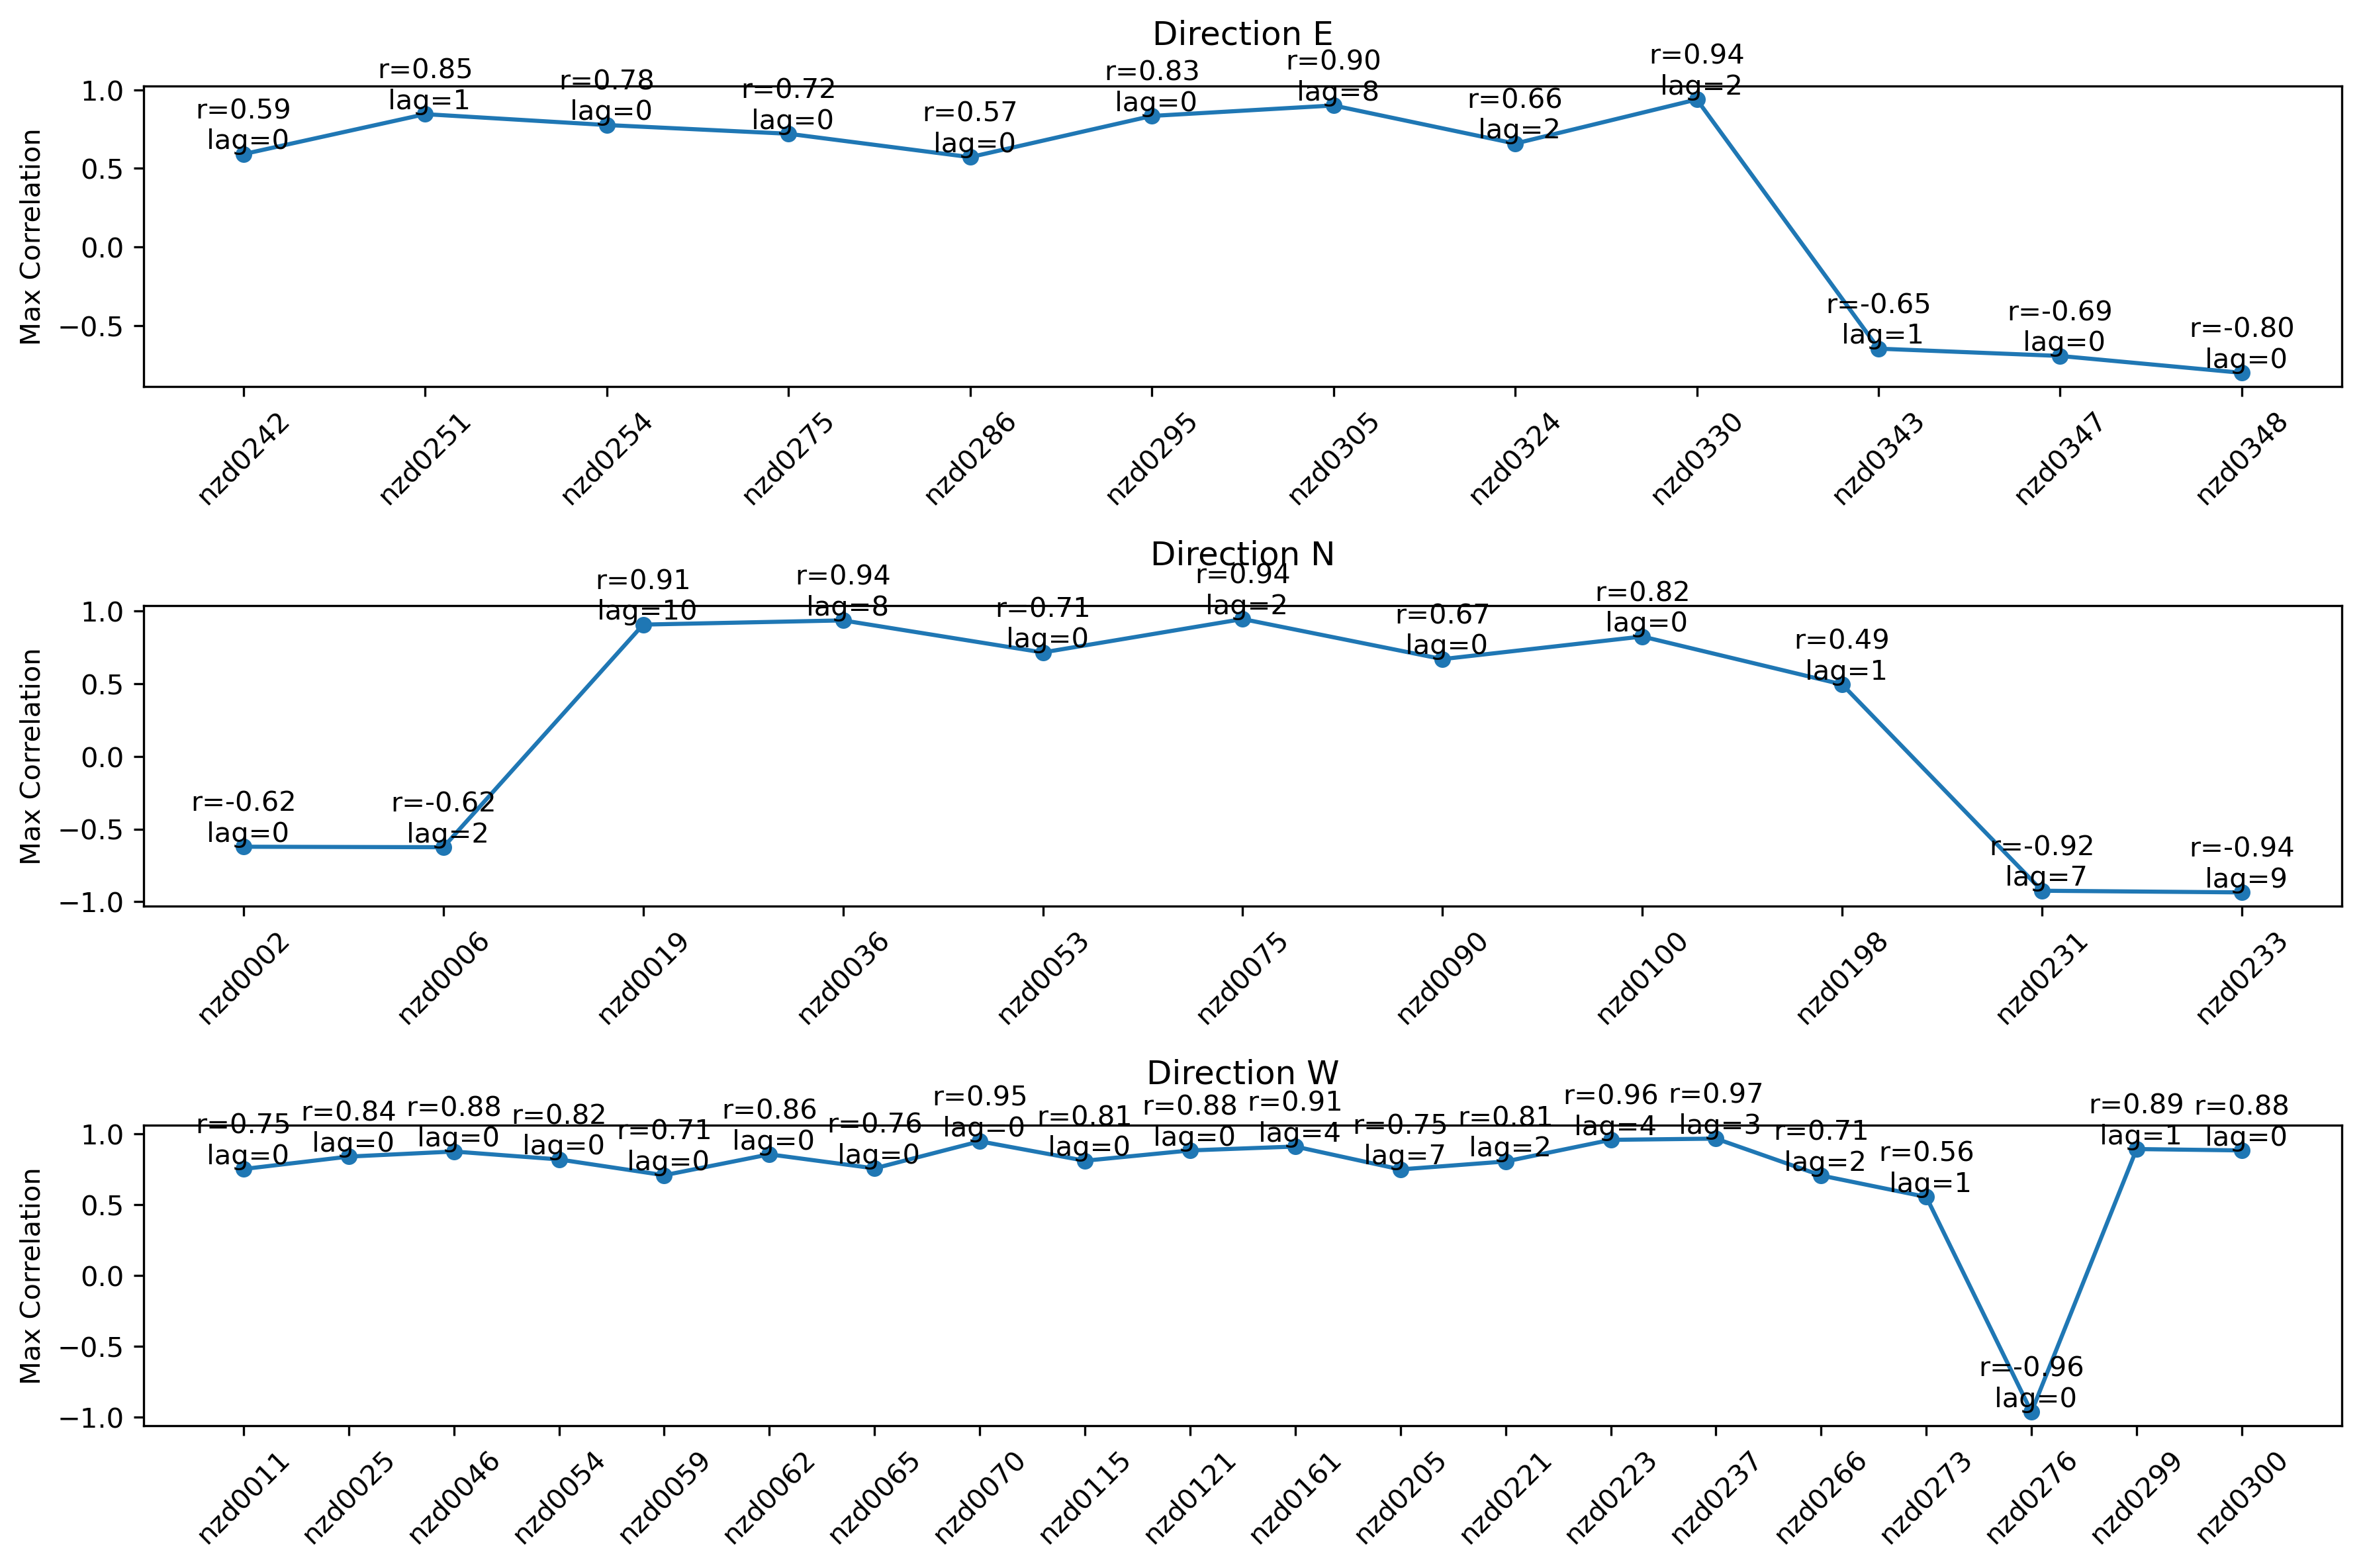 Direction E
r=0.59
lag=0
r=0.85
lag=1
r=0.78
lag=0
r=0.72
lag=0
r=0.57
lag=0
r=0.83
lag=0
r=0.90
lag=8
r=0.66
lag=2
r=0.94
lag=2
r=-0.65
lag=1
r=-0.69
lag=0
r=-0.80
lag=0
Max Correlation
1.0
0.5
0.0
−0.5
nzd0242
nzd0251
nzd0254
nzd0275
nzd0286
nzd0295
nzd0305
nzd0324
nzd0330
nzd0343
nzd0347
nzd0348
Direction N
r=-0.62
lag=0
r=-0.62
lag=2
r=0.91
lag=10
r=0.94
lag=8
r=0.71
lag=0
r=0.94
lag=2
r=0.67
lag=0
r=0.82
lag=0
r=0.49
lag=1
r=-0.92
lag=7
r=-0.94
lag=9
Max Correlation
1.0
0.5
0.0
−0.5
−1.0
nzd0002
nzd0006
nzd0019
nzd0036
nzd0053
nzd0075
nzd0090
nzd0100
nzd0198
nzd0231
nzd0233
Direction W
r=0.75
lag=0
r=0.84
lag=0
r=0.88
lag=0
r=0.82
lag=0
r=0.71
lag=0
r=0.86
lag=0
r=0.76
lag=0
r=0.95
lag=0
r=0.81
lag=0
r=0.88
lag=0
r=0.91
lag=4
r=0.75
lag=7
r=0.81
lag=2
r=0.96
lag=4
r=0.97
lag=3
r=0.71
lag=2
r=0.56
lag=1
r=-0.96
lag=0
r=0.89
lag=1
r=0.88
lag=0
Max Correlation
1.0
0.5
0.0
−0.5
−1.0
nzd0011
nzd0025
nzd0046
nzd0054
nzd0059
nzd0062
nzd0065
nzd0070
nzd0115
nzd0121
nzd0161
nzd0205
nzd0221
nzd0223
nzd0237
nzd0266
nzd0273
nzd0276
nzd0299
nzd0300